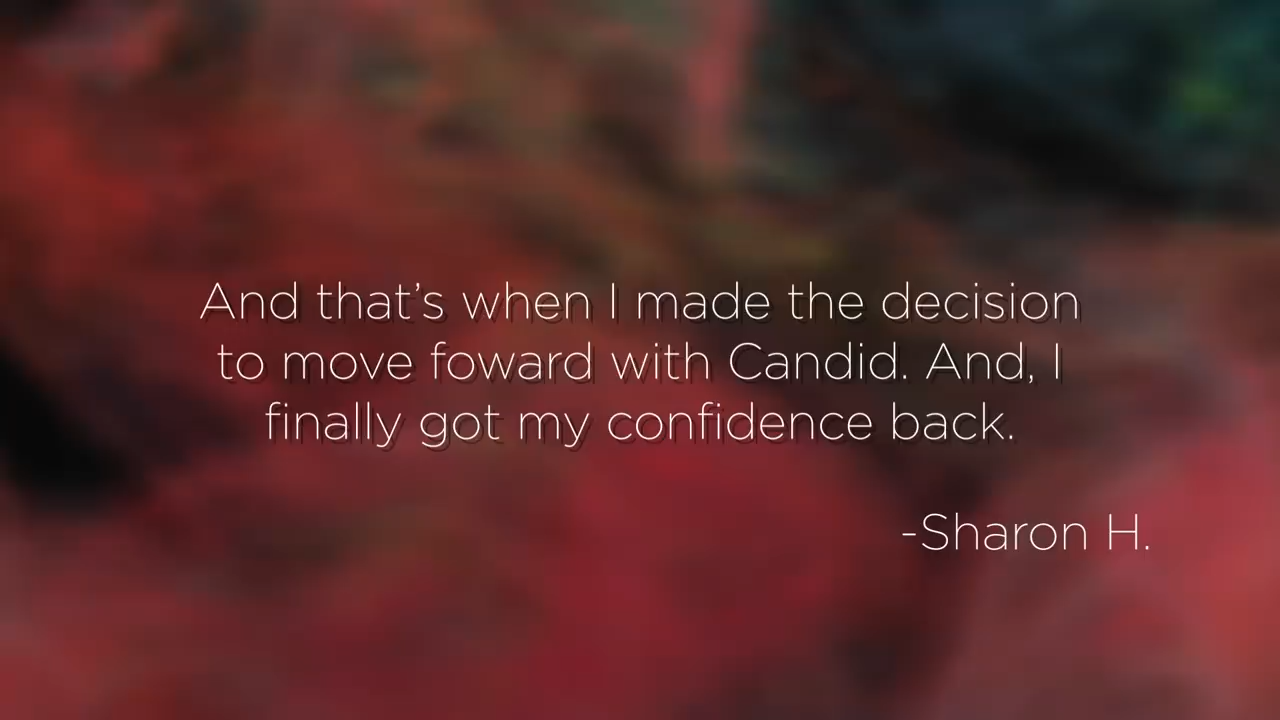 And that’s when I made the decision
to move foward with Candid. And, I
finally got my confidence back.
-Sharon H.